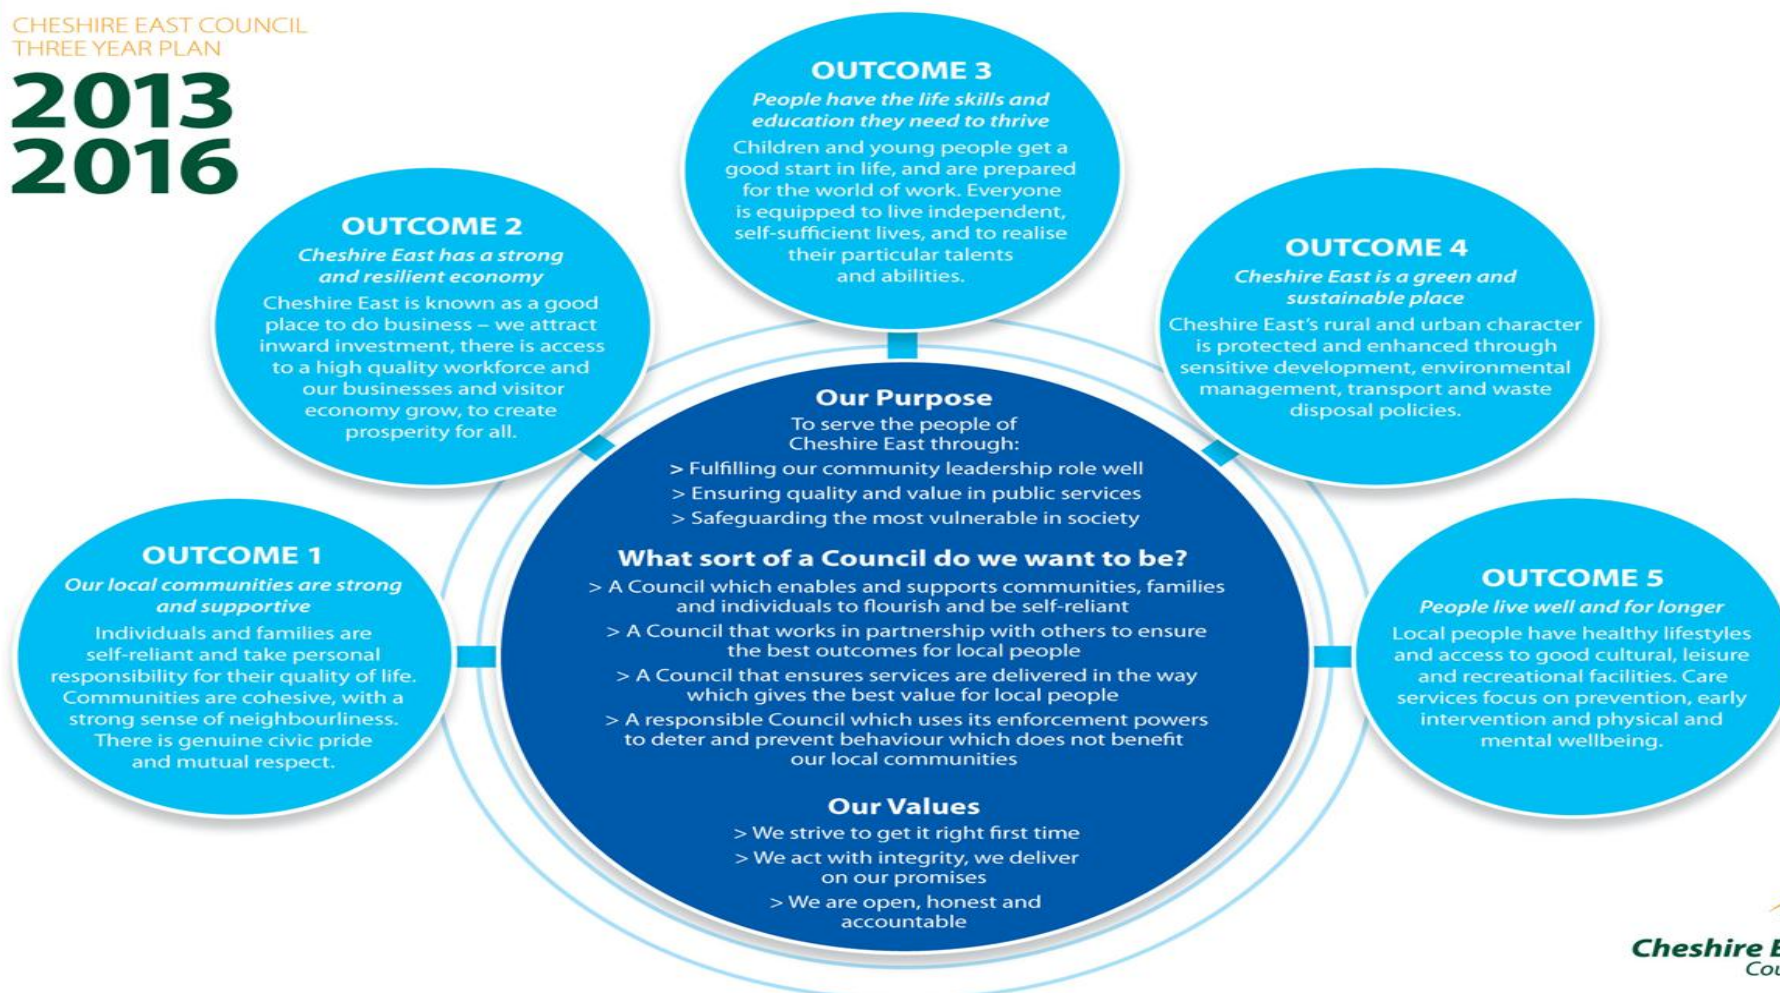 CHESHIRE EAST COUNCIL
THREE YEAR PLAN
2013
2016
OUTCOME 1
Our local communities are strong
and supportive
Individuals and families are
self-reliant and take personal
responsibility for their quality of life.
Communities are cohesive, with a
strong sense of neighbourliness.
There is genuine civic pride
and mutual respect.
OUTCOME 2
Cheshire East has a strong
and resilient economy
Cheshire East is known as a good
place to do business – we attract
inward investment, there is access
to a high quality workforce and
our businesses and visitor
economy grow, to create
prosperity for all.
OUTCOME 3
People have the life skills and
education they need to thrive
Children and young people get a
good start in life, and are prepared
for the world of work. Everyone
is equipped to live independent,
self-sufficient lives, and to realise
their particular talents
and abilities.
OUTCOME 4
Cheshire East is a green and
sustainable place
Cheshire East's rural and urban character
is protected and enhanced through
sensitive development, environmental
management, transport and waste
disposal policies.
OUTCOME 5
People live well and for longer
Local people have healthy lifestyles
and access to good cultural, leisure
and recreational facilities. Care
services focus on prevention, early
intervention and physical and
mental wellbeing.
Our Purpose
To serve the people of
Cheshire East through:
> Fulfilling our community leadership role well
> Ensuring quality and value in public services
> Safeguarding the most vulnerable in society
What sort of a Council do we want to be?
> A Council which enables and supports communities, families
and individuals to flourish and be self-reliant
> A Council that works in partnership with others to ensure
the best outcomes for local people
> A Council that ensures services are delivered in the way
which gives the best value for local people
> A responsible Council which uses its enforcement powers
to deter and prevent behaviour which does not benefit
our local communities
Our Values
> We strive to get it right first time
> We act with integrity, we deliver
on our promises
> We are open, honest and
accountable
Cheshire